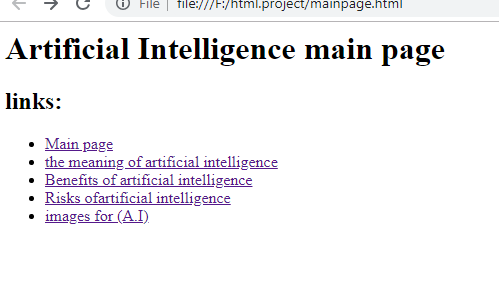 File | file:///F:/html.project/mainpage.html
Artificial Intelligence main page
links:
Main page
the meaning of artificial intelligence
Benefits of artificial intelligence
Risks ofartificial intelligence
images for (A.I)